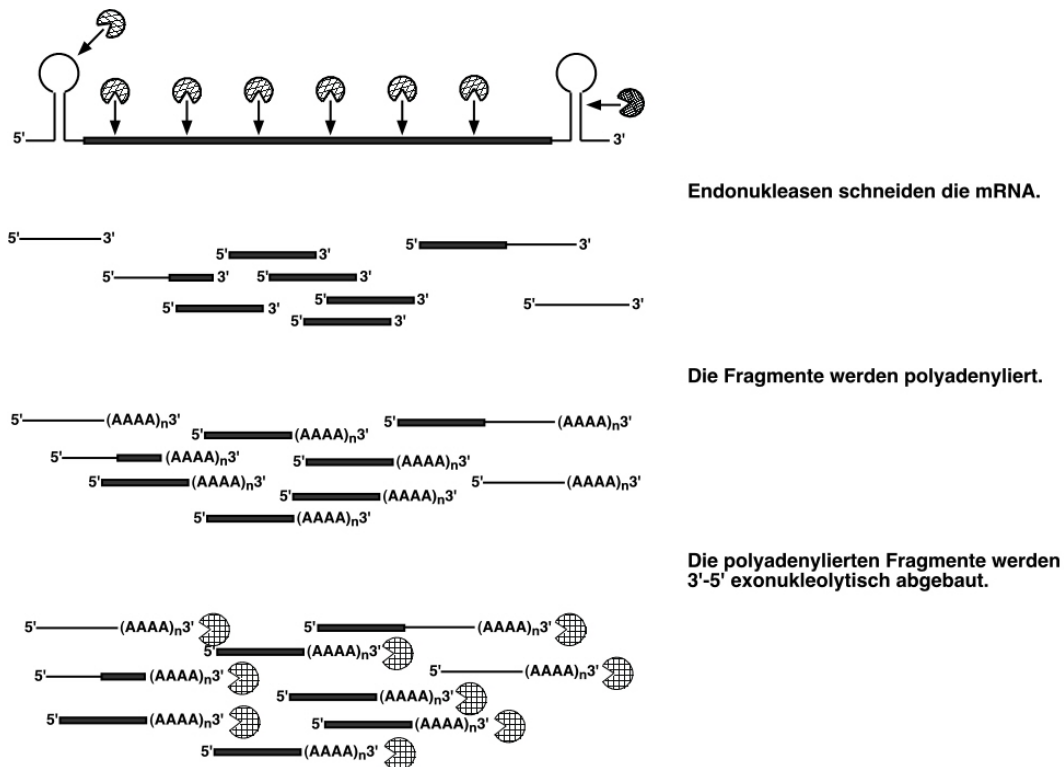 5' 3'
Endonukleasen schneiden die mRNA.
5' 3'
5' 3'
5' 3'
5' 3'
5' 3'
5' 3'
5' 3'
5' 3'
5' 3'
Die Fragmente werden polyadenyliert.
5' (AAAA)n3'
5' (AAAA)n3'
5' (AAAA)n3'
5' (AAAA)n3'
5' (AAAA)n3'
5' (AAAA)n3'
5' (AAAA)n3'
5' (AAAA)n3'
5' (AAAA)n3'
Die polyadenylierten Fragmente werden
3'-5' exonukleolytisch abgebaut.
5' (AAAA)n3'
5' (AAAA)n3'
5' (AAAA)n3'
5' (AAAA)n3'
5' (AAAA)n3'
5' (AAAA)n3'
5' (AAAA)n3'
5' (AAAA)n3'
5' (AAAA)n3'